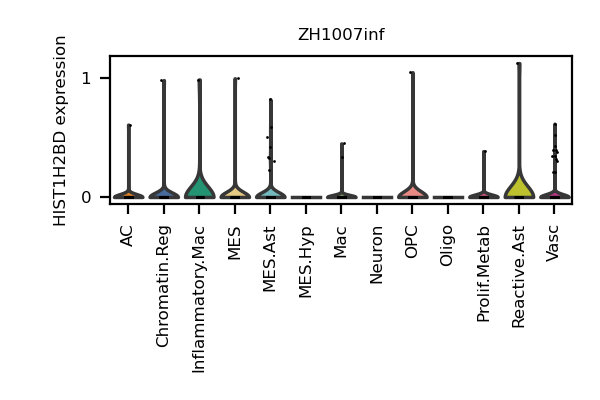 ZH1007inf
HIST1H2BD expression
1
0
AC
Chromatin.Reg
Inflammatory.Mac
MES
MES.Ast
MES.Hyp
Mac
Neuron
OPC
Oligo
Prolif.Metab
Reactive.Ast
Vasc